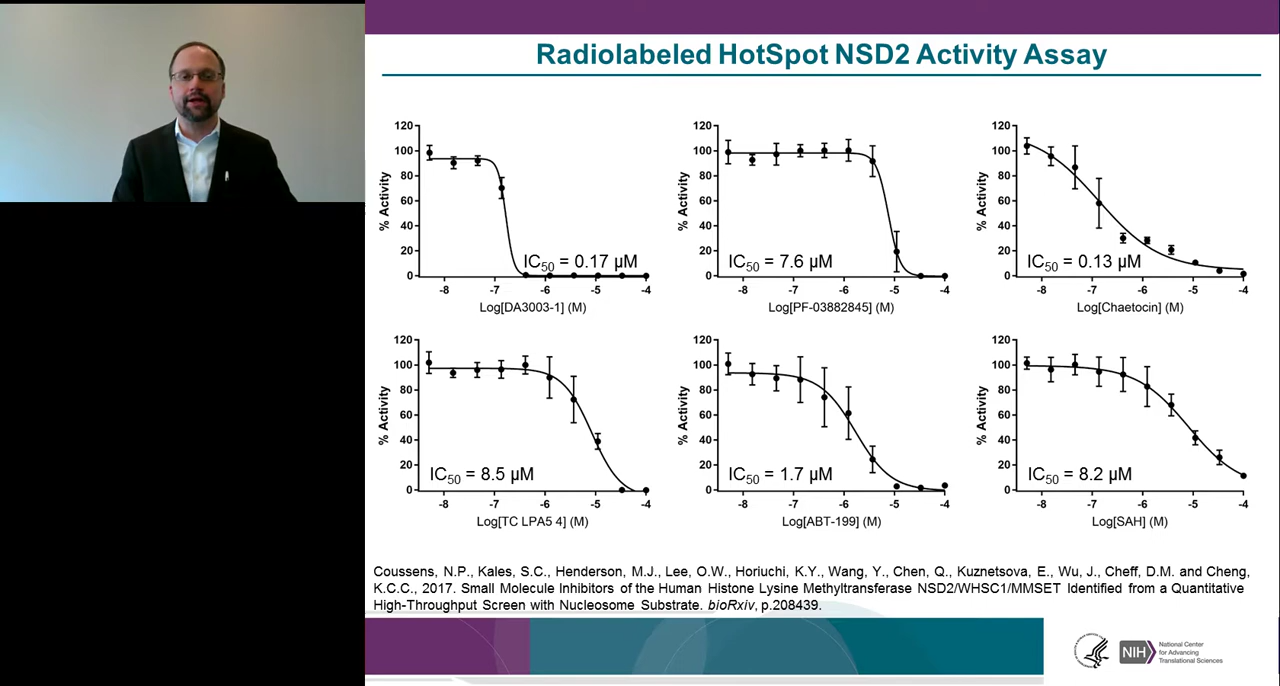 Radiolabeled HotSpot NSD2 Activity Assay
120
100
80
60
40
20
0
% Activity
IC50 = 0.17 µM
-8 -7 -6 -5 -4
Log[DA3003-1] (M)
120
100
80
60
40
20
0
% Activity
IC50 = 7.6 µM
-8 -7 -6 -5 -4
Log[PF-03882845] (M)
120
100
80
60
40
20
0
% Activity
IC50 = 0.13 µM
-8 -7 -6 -5 -4
Log[Chaetocin] (M)
120
100
80
60
40
20
0
% Activity
IC50 = 8.5 µM
-8 -7 -6 -5 -4
Log[TC LPA5 4] (M)
120
100
80
60
40
20
0
% Activity
IC50 = 1.7 µM
-8 -7 -6 -5 -4
Log[ABT-199] (M)
120
100
80
60
40
20
0
% Activity
IC50 = 8.2 µM
-8 -7 -6 -5 -4
Log[SAH] (M)
Coussens, N.P., Kales, S.C., Henderson, M.J., Lee, O.W., Horiuchi, K.Y., Wang, Y., Chen, Q., Kuznetsova, E., Wu, J., Cheff, D.M. and Cheng,
K.C.C., 2017. Small Molecule Inhibitors of the Human Histone Lysine Methyltransferase NSD2/WHSC1/MMSET Identified from a Quantitative
High-Throughput Screen with Nucleosome Substrate. bioRxiv, p.208439.
NIH
National Center
for Advancing
Translational Sciences